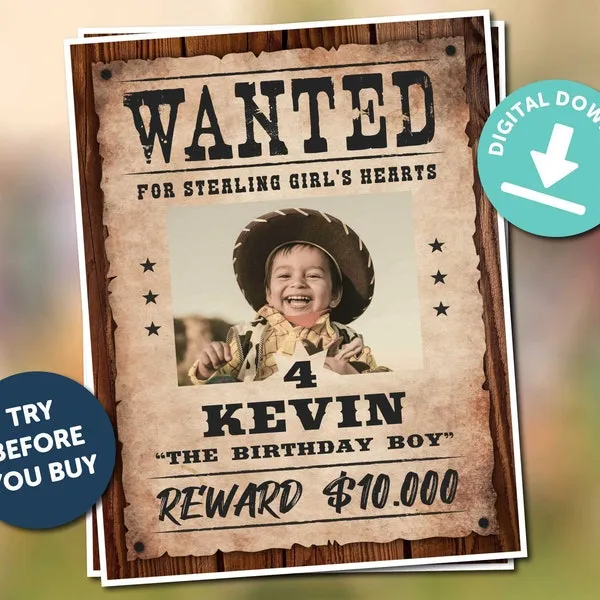 WANTED
FOR STEALING GIRL'S HEARTS
4
KEVIN
"THE BIRTHDAY BOY"
REWARD $10.000
DIGITAL DOW
TRY
BEFORE
YOU BUY